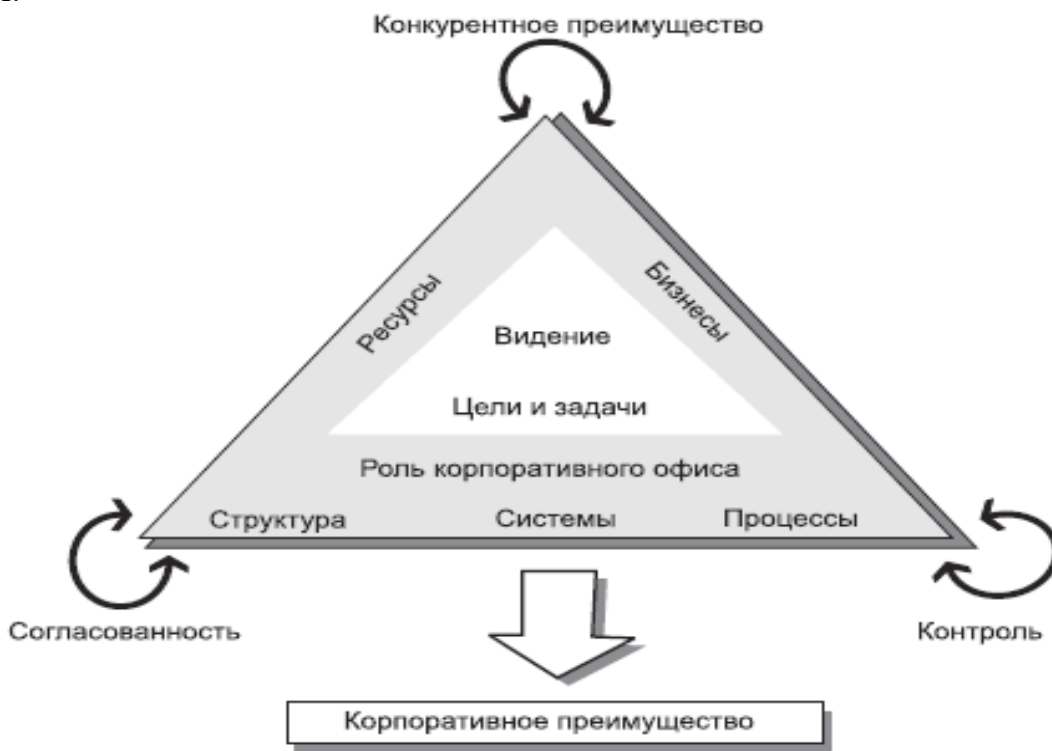 Конкурентное преимущество
Ресурсы
Бизнесы
Видение
Цели и задачи
Роль корпоративного офиса
Структура Системы Процессы
Согласованность
Контроль
Корпоративное преимущество